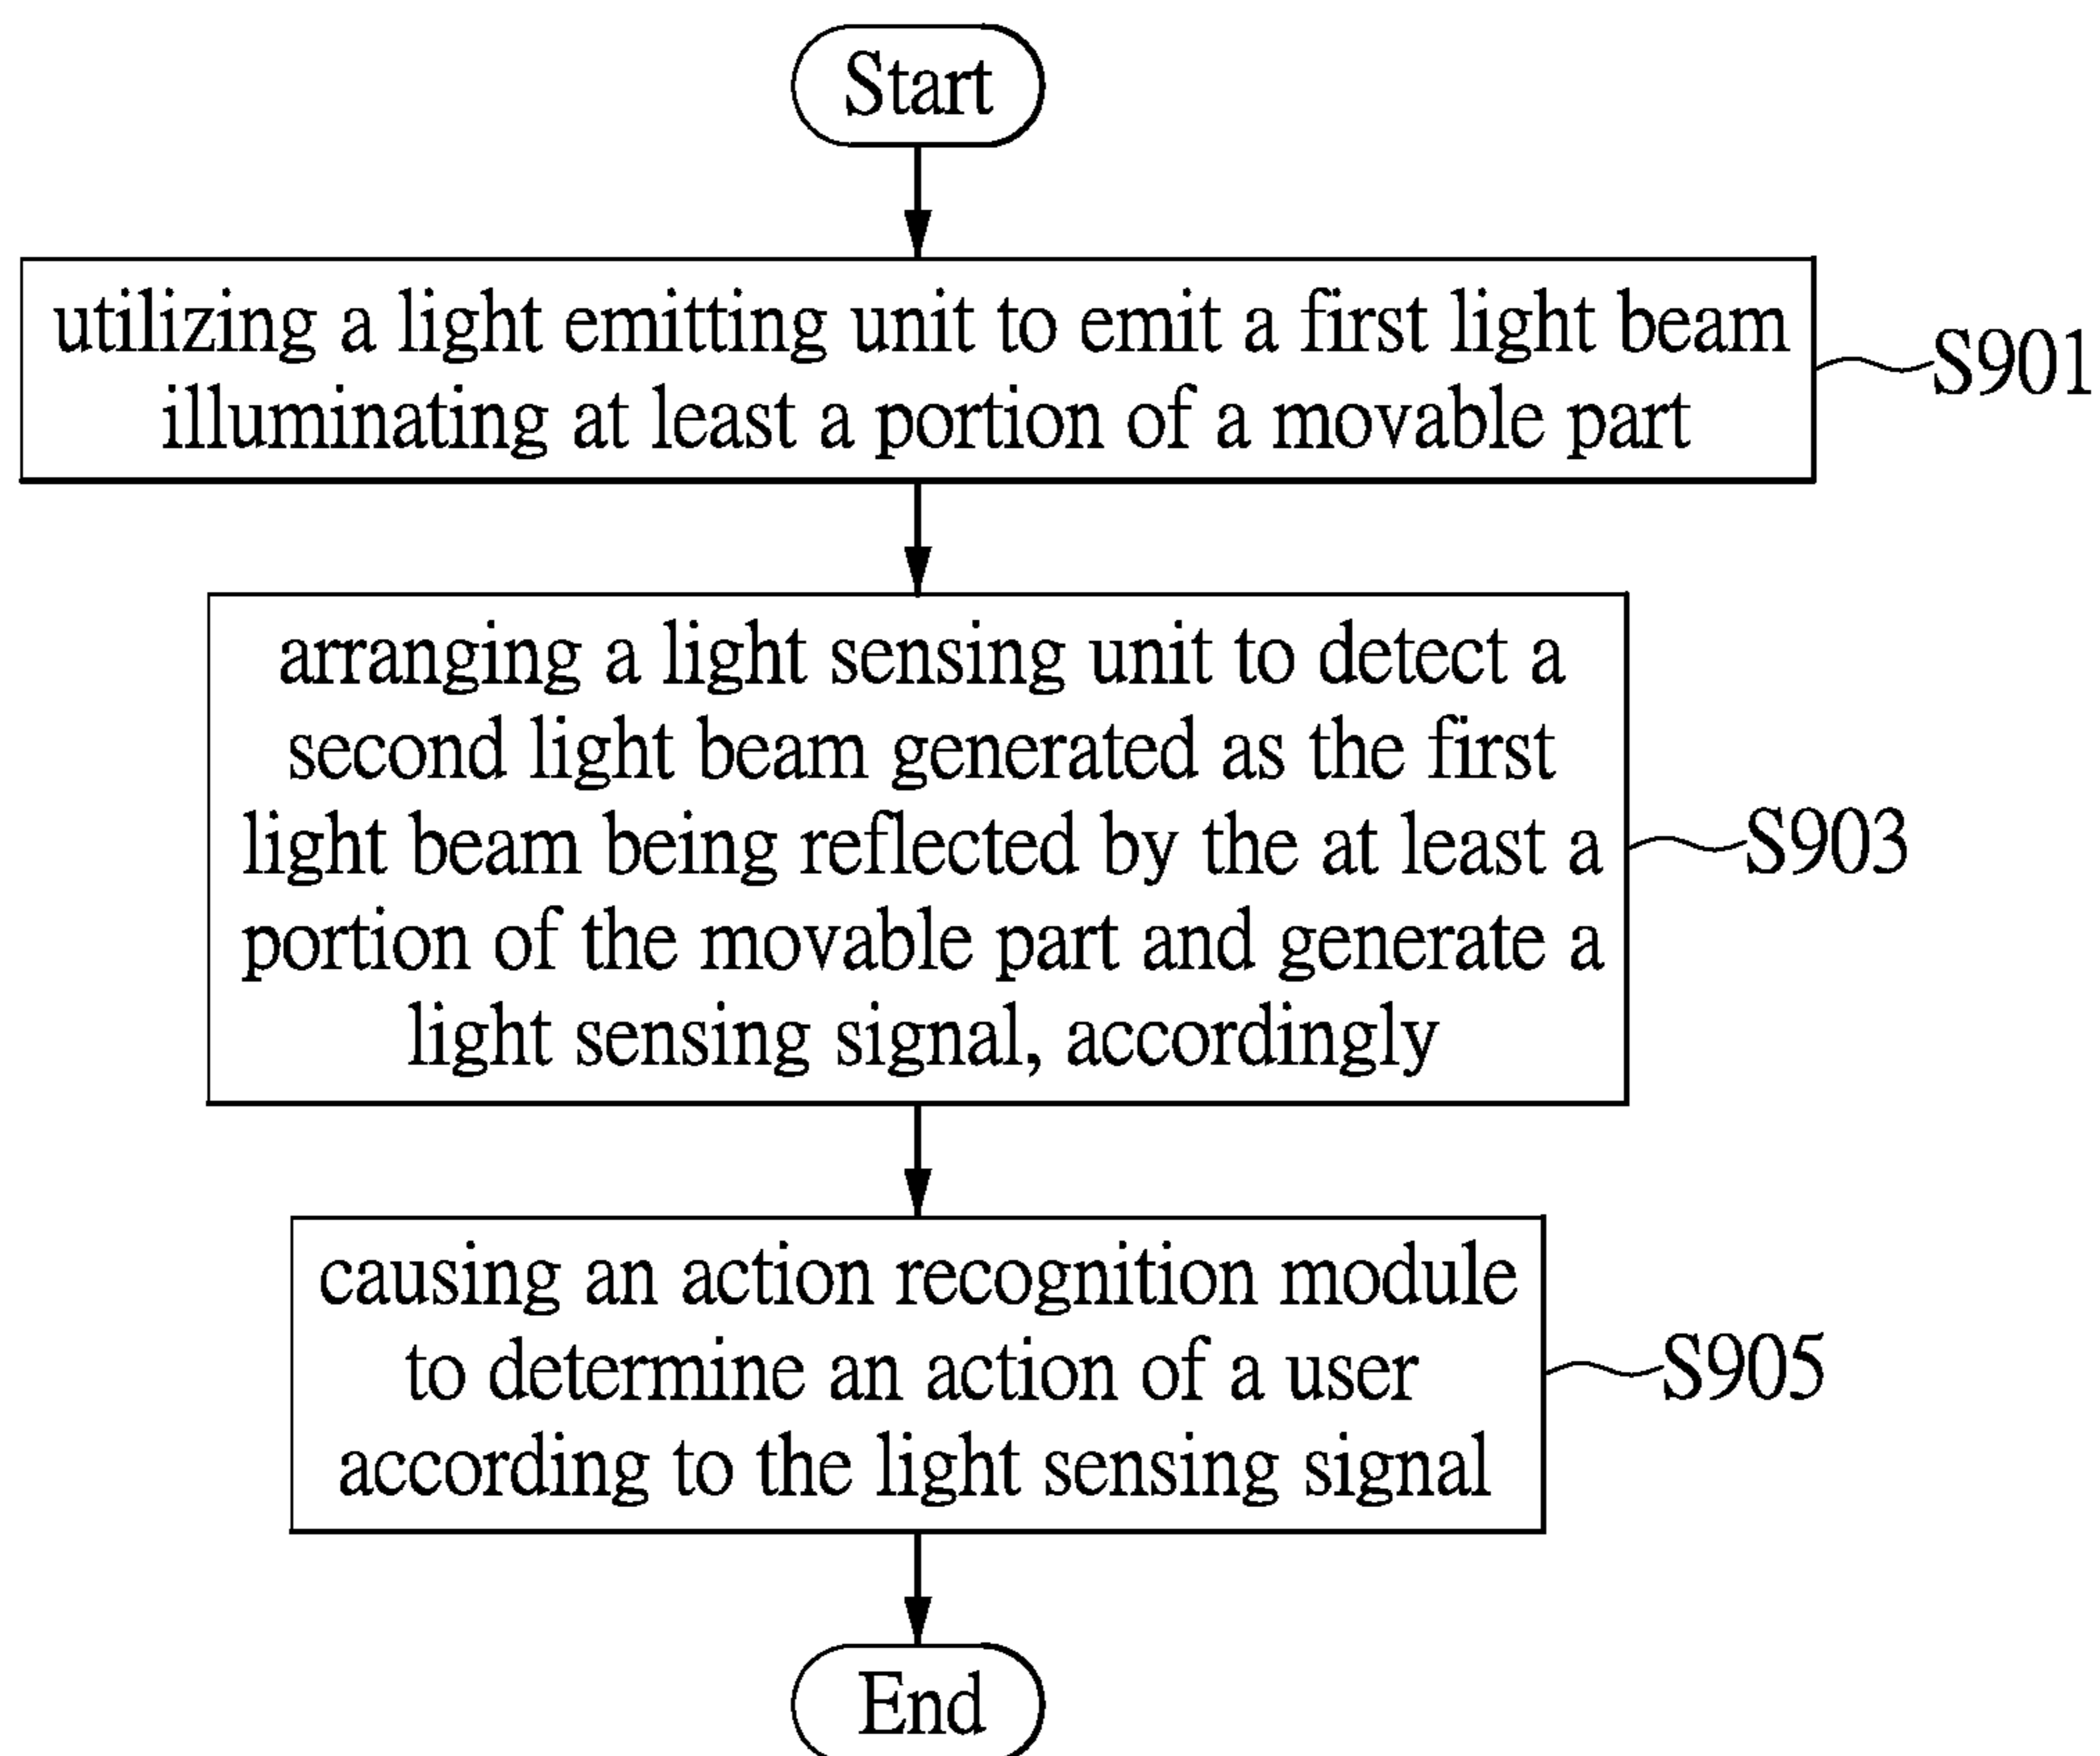 Start
utilizing a light emitting unit to emit a first light beam
illuminating at least a portion of a movable part
S901
arranging a light sensing unit to detect a
second light beam generated as the first
light beam being reflected by the at least a
portion of the movable part and generate a
light sensing signal, accordingly
S903
causing an action recognition module
to determine an action of a user
according to the light sensing signal
S905
End